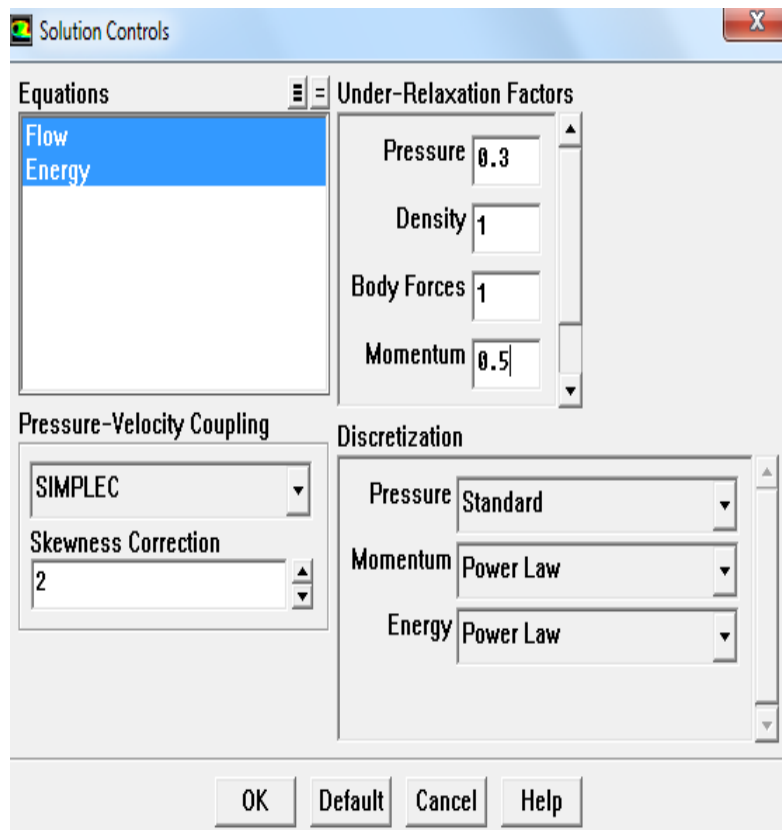 Solution Controls
X
Equations
Flow
Energy
Under-Relaxation Factors
Pressure 0.3
Density 1
Body Forces 1
Momentum 0.5
Pressure-Velocity Coupling
SIMPLEC
Skewness Correction
2
Discretization
Pressure Standard
Momentum Power Law
Energy Power Law
OK Default Cancel Help